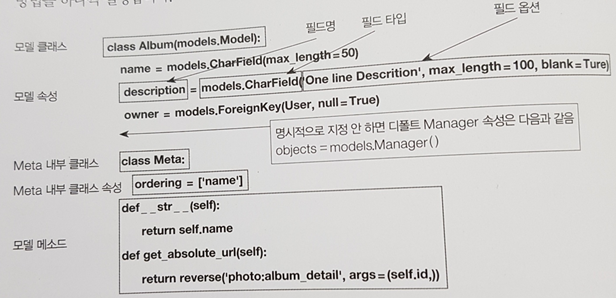 필드명
필드 타입
필드 옵션
모델 클래스
class Album(models.Model):
name = models.CharField(max_length=50)
모델 속성
description = models.CharField('One line Descrition', max_length=100, blank=Ture)
owner = models.ForeignKey(User, null=True)
명시적으로 지정 안 하면 디폴트 Manager 속성은 다음과 같음
objects = models.Manager()
Meta 내부 클래스
class Meta:
Meta 내부 클래스 속성
ordering = ['name']
def__str__(self):
return self.name
모델 메소드
def get_absolute_url(self):
return reverse('photo:album_detail', args=(self.id,))